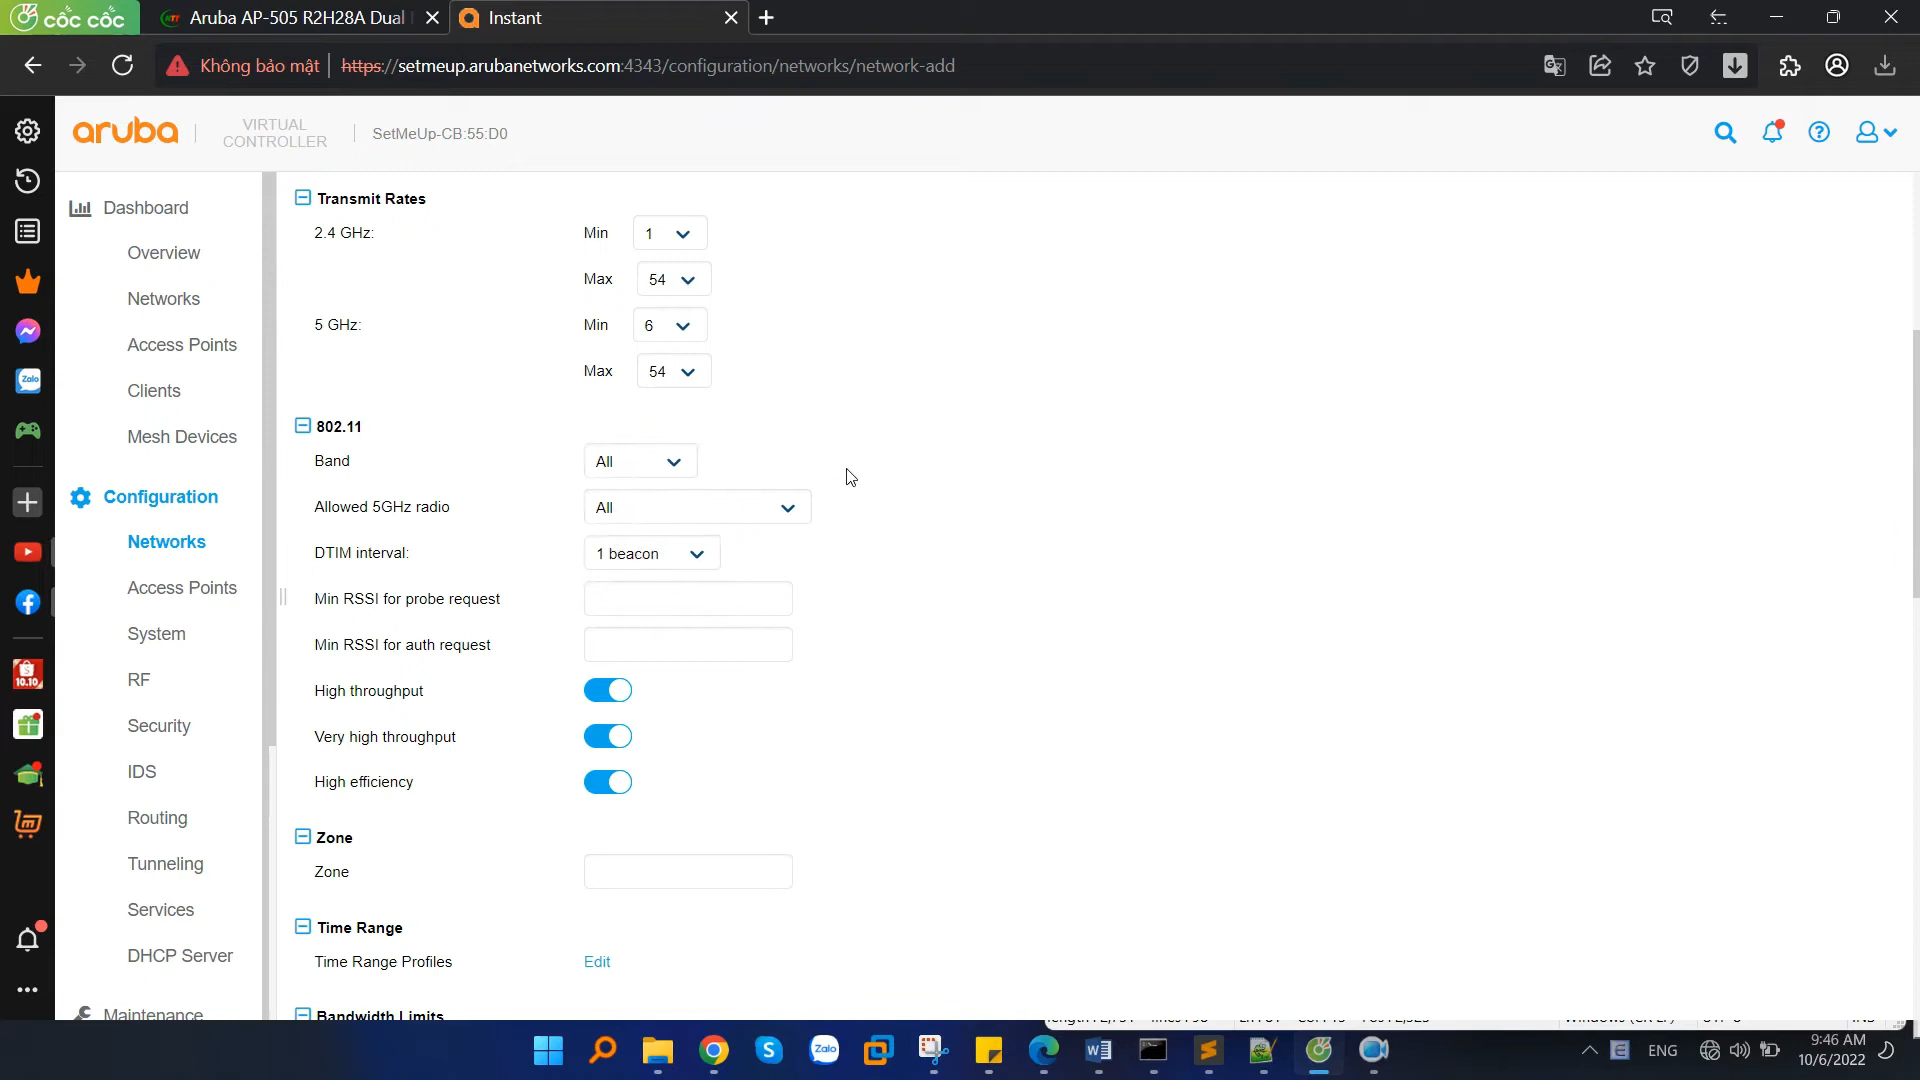 cốc cốc
Aruba AP-505 R2H28A Dual
Instant
Không bảo mật
https://setmeup.arubanetworks.com:4343/configuration/networks/network-add
aruba
VIRTUAL
CONTROLLER
SetMeUp-CB:55:D0
Dashboard
Overview
Networks
Access Points
Clients
Mesh Devices
Configuration
Networks
Access Points
System
RF
Security
IDS
Routing
Tunneling
Services
DHCP Server
Maintenance
Transmit Rates
2.4 GHz:
Min
1
Max
54
5 GHz:
Min
6
Max
54
802.11
Band
All
Allowed 5GHz radio
All
DTIM interval:
1 beacon
Min RSSI for probe request
Min RSSI for auth request
High throughput
Very high throughput
High efficiency
Zone
Zone
Time Range
Time Range Profiles
Edit
Bandwidth Limits
Zalo
10.10
Zalo
ENG
9:46 AM
10/6/2022